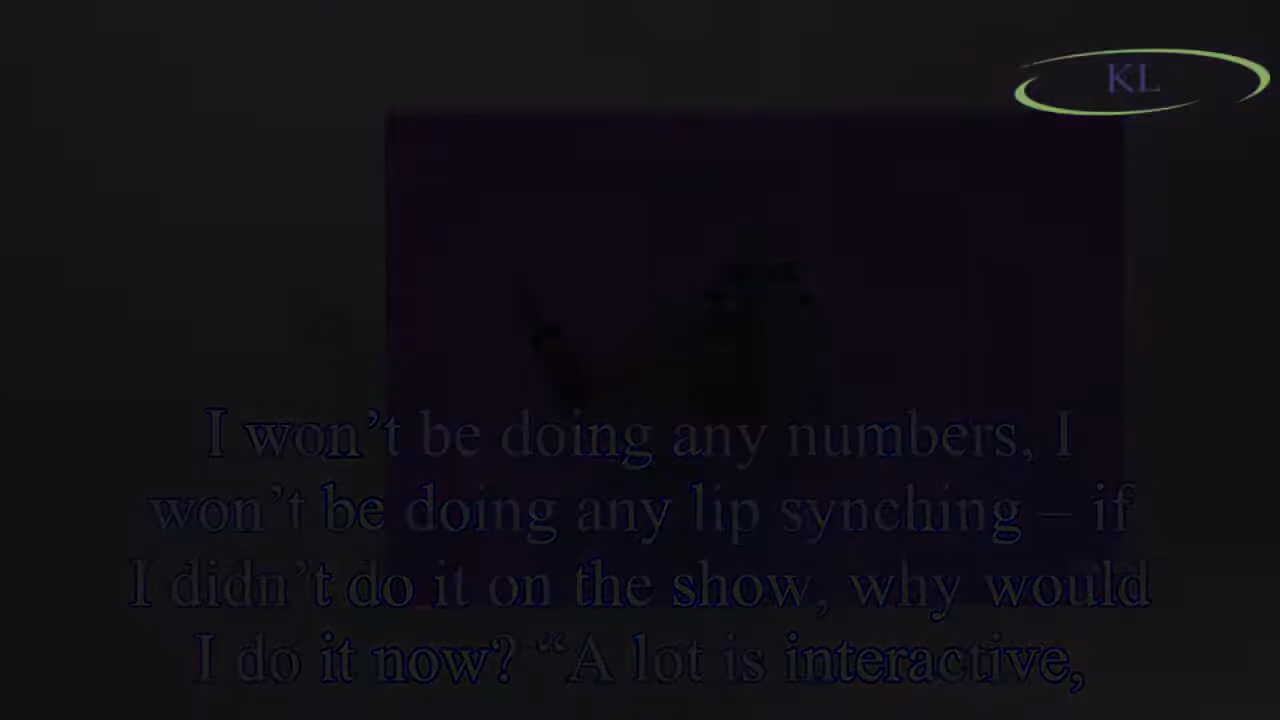 KL
I won’t be doing any numbers, I
won’t be doing any lip synching – if
I didn’t do it on the show, why would
I do it now? “A lot is interactive,